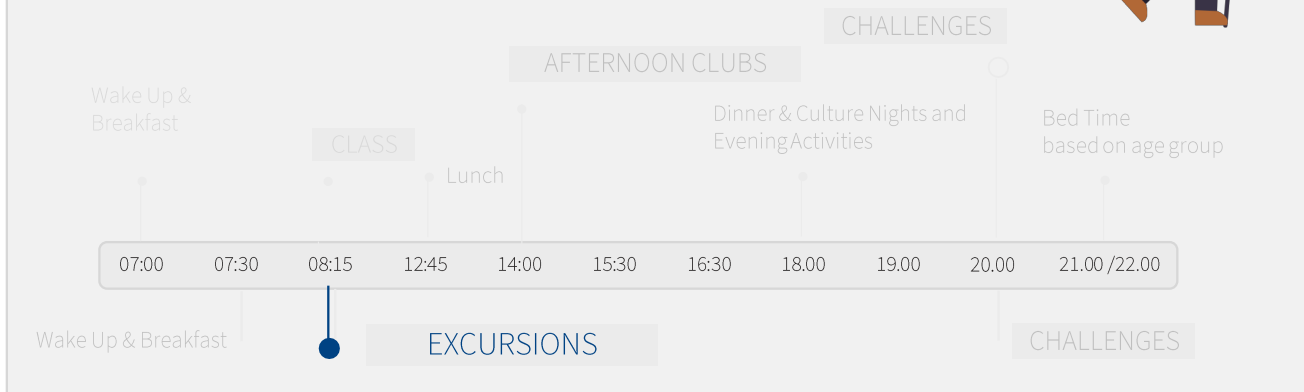 CHALLENGES
AFTERNOON CLUBS
Wake Up &
Breakfast
Dinner & Culture Nights and
Evening Activities
Bed Time
based on age group
CLASS
Lunch
07:00 07:30 08:15 12:45 14:00 15:30 16:30 18.00 19.00 20.00 21.00 /22.00
Wake Up & Breakfast
EXCURSIONS
CHALLENGES